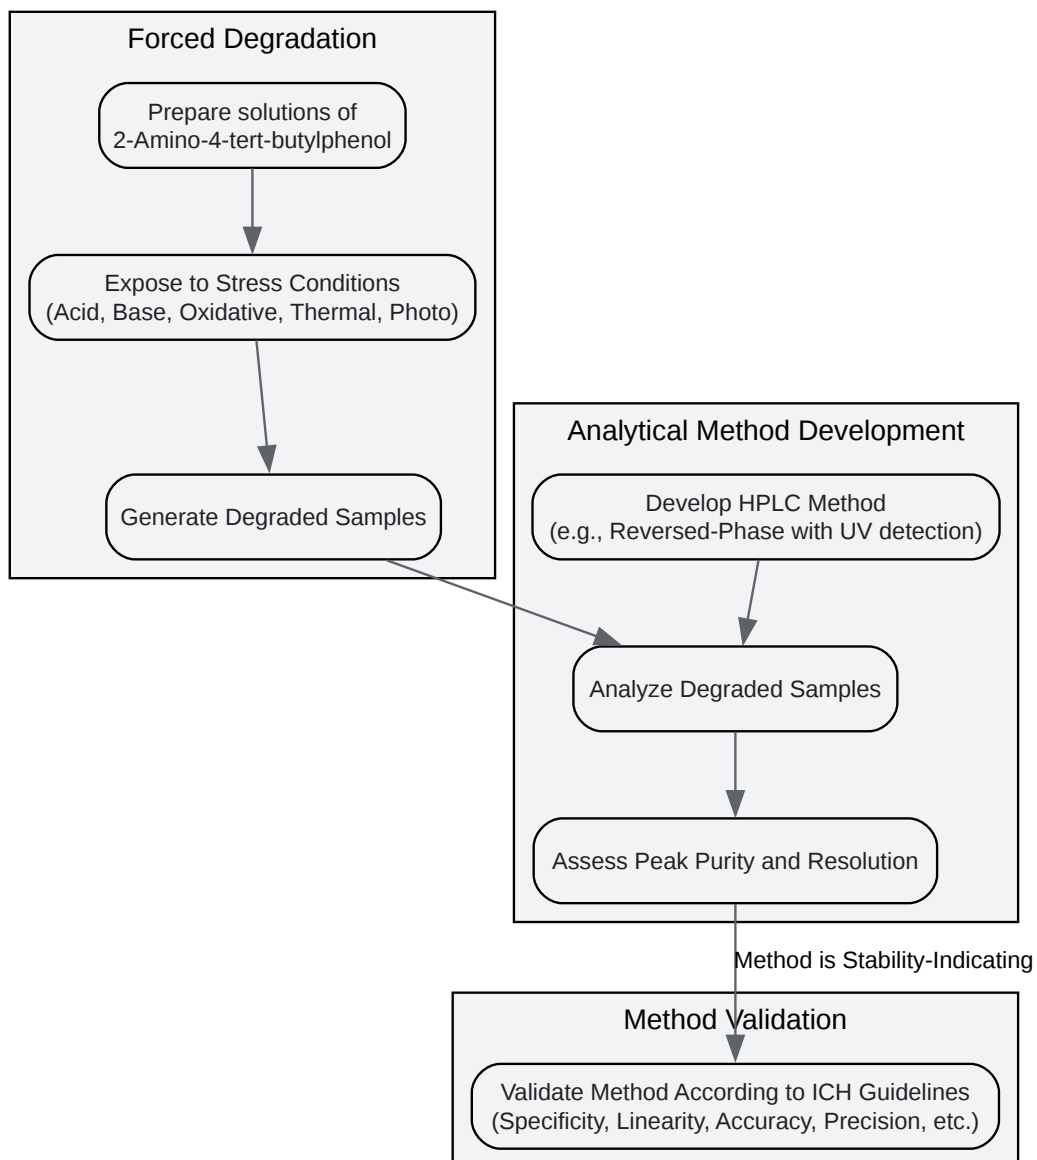 Forced Degradation
Prepare solutions of
2-Amino-4-tert-butylphenol
Expose to Stress Conditions
(Acid, Base, Oxidative, Thermal, Photo)
Generate Degraded Samples
Analytical Method Development
Develop HPLC Method
(e.g., Reversed-Phase with UV detection)
Analyze Degraded Samples
Assess Peak Purity and Resolution
Method is Stability-Indicating
Method Validation
Validate Method According to ICH Guidelines
(Specificity, Linearity, Accuracy, Precision, etc.)